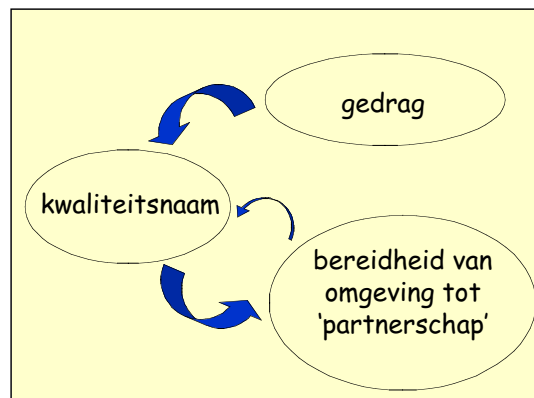 gedrag
kwaliteitsnaam
bereidheid van
omgeving tot
‘partnerschap’